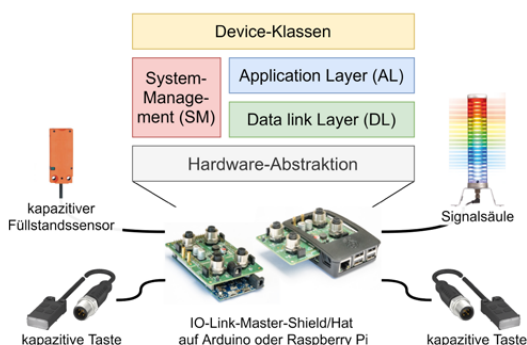 Device-Klassen
System-
Manage-
ment (SM)
Application Layer (AL)
Data link Layer (DL)
Hardware-Abstraktion
kapazitiver
Füllstandssensor
Signalsäule
kapazitive Taste
IO-Link-Master-Shield/Hat
auf Arduino oder Raspberry Pi
kapazitive Taste